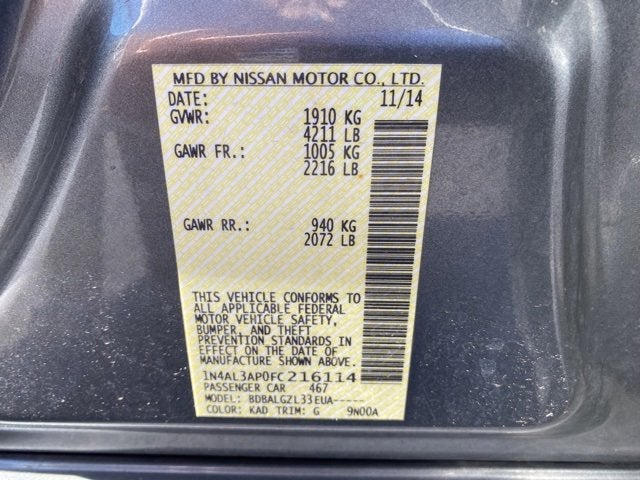 MFD BY NISSAN MOTOR CO., LTD.
DATE: 11/14
GVWR: 1910 KG
4211 LB
GAWR FR.: 1005 KG
2216 LB
GAWR RR.: 940 KG
2072 LB
THIS VEHICLE CONFORMS TO
ALL APPLICABLE FEDERAL
MOTOR VEHICLE SAFETY,
BUMPER, AND THEFT
PREVENTION STANDARDS IN
EFFECT ON THE DATE OF
MANUFACTURE SHOWN ABOVE.
1N4AL3AP0FC216114
PASSENGER CAR 467
MODEL: BDBALGZL33EUA-----
COLOR: KAD TRIM: G 9N00A